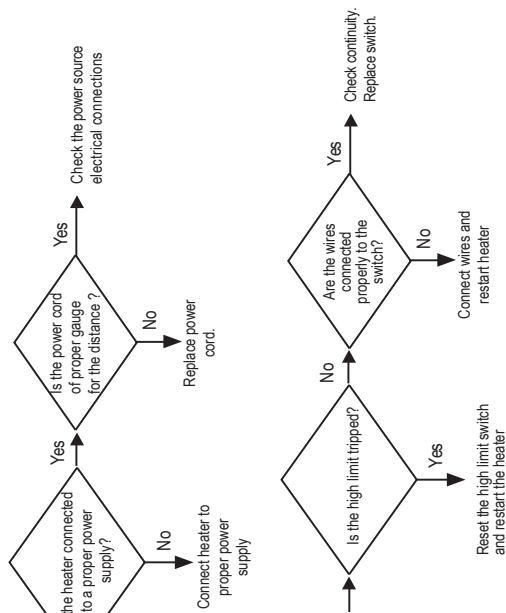 the heater connected
to a proper power
supply?
Yes
No
Connect heater to
proper power
supply
Is the power cord
of proper gauge
for the distance ?
Yes
Check the power source
electrical connections
No
Replace power
cord.
Is the high limit tripped?
No
Yes
Reset the high limit switch
and restart the heater
Are the wires
connected
properly to the
switch?
Yes
Check continuity.
Replace switch.
No
Connect wires and
restart heater